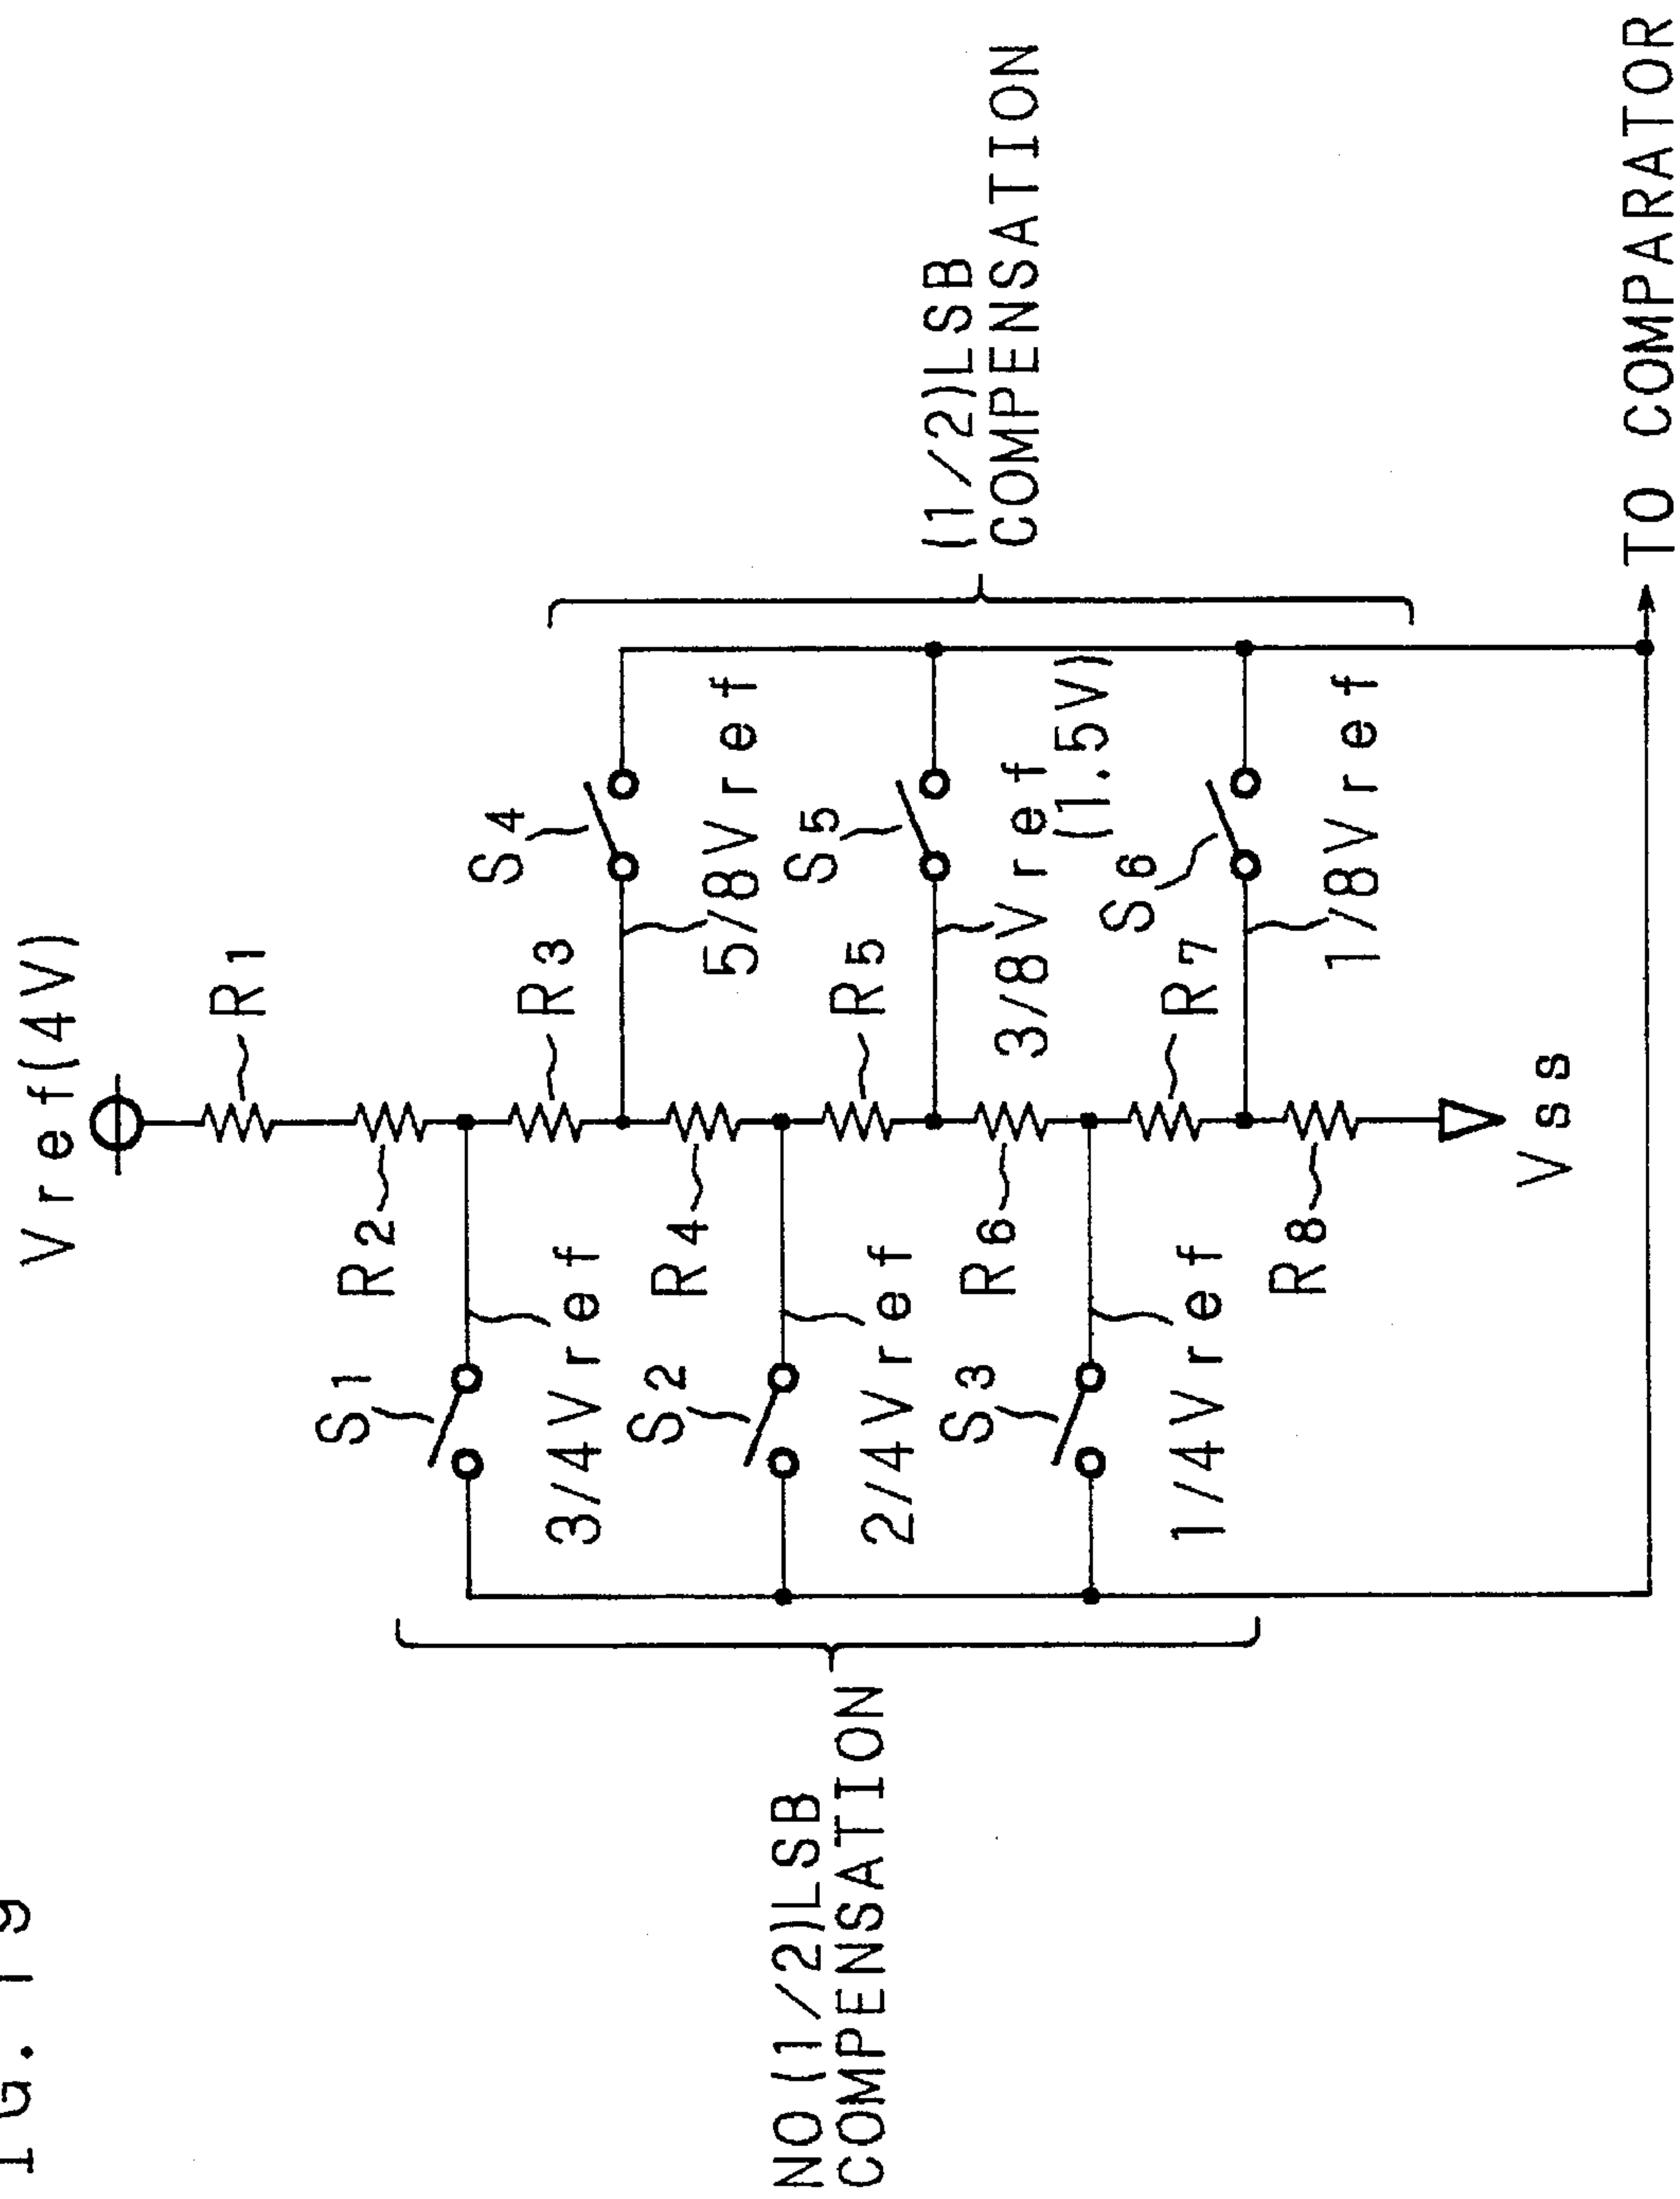 Vref(4V)
R1
R2
S1
3/4Vref
R3
S4
5/8Vref
R4
S2
2/4Vref
R5
S5
3/8Vref
(1.5V)
R6
S3
1/4Vref
R7
S6
1/8Vref
R8
Vss
NO(1/2)LSB
COMPENSATION
(1/2)LSB
COMPENSATION
TO COMPARATOR